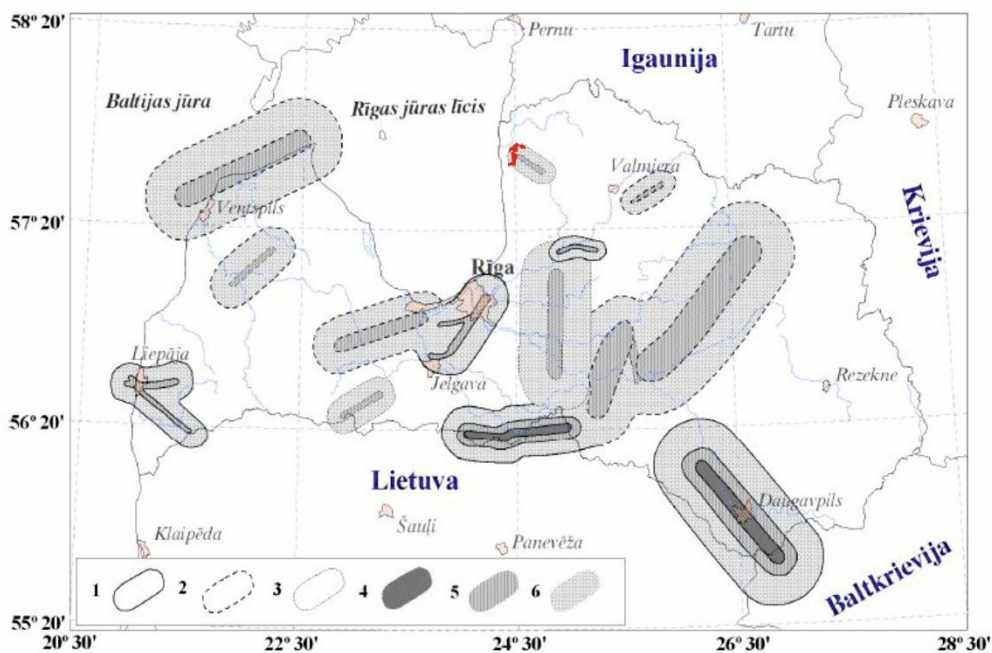 58° 20'
Pernu
Tartu
Igaunija
Baltijas jūra
Rīgas jūras līcis
Pleskava
Valmiera
Krievija
Ventspils
57° 20'
Rīga
Liepāja
Jelgava
Rezekne
56° 20'
Lietuva
Daugavpils
Šauļi
Klaipēda
Panevēža
Baltkrievija
1 2 3 4 5 6
55° 20'
20° 30' 22° 30' 24° 30' 26° 30' 28° 30'